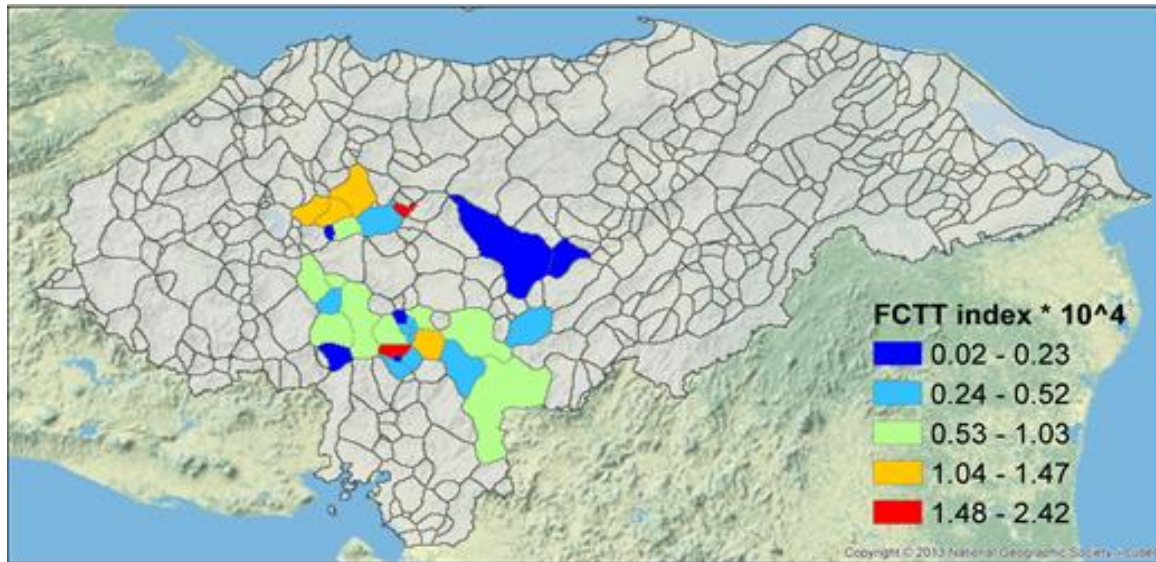 FCTT index * 10^4
0.02 - 0.23
0.24 - 0.52
0.53 - 1.03
1.04 - 1.47
1.48 - 2.42
Copyright © 2013 National Geographic Society, i-cubed